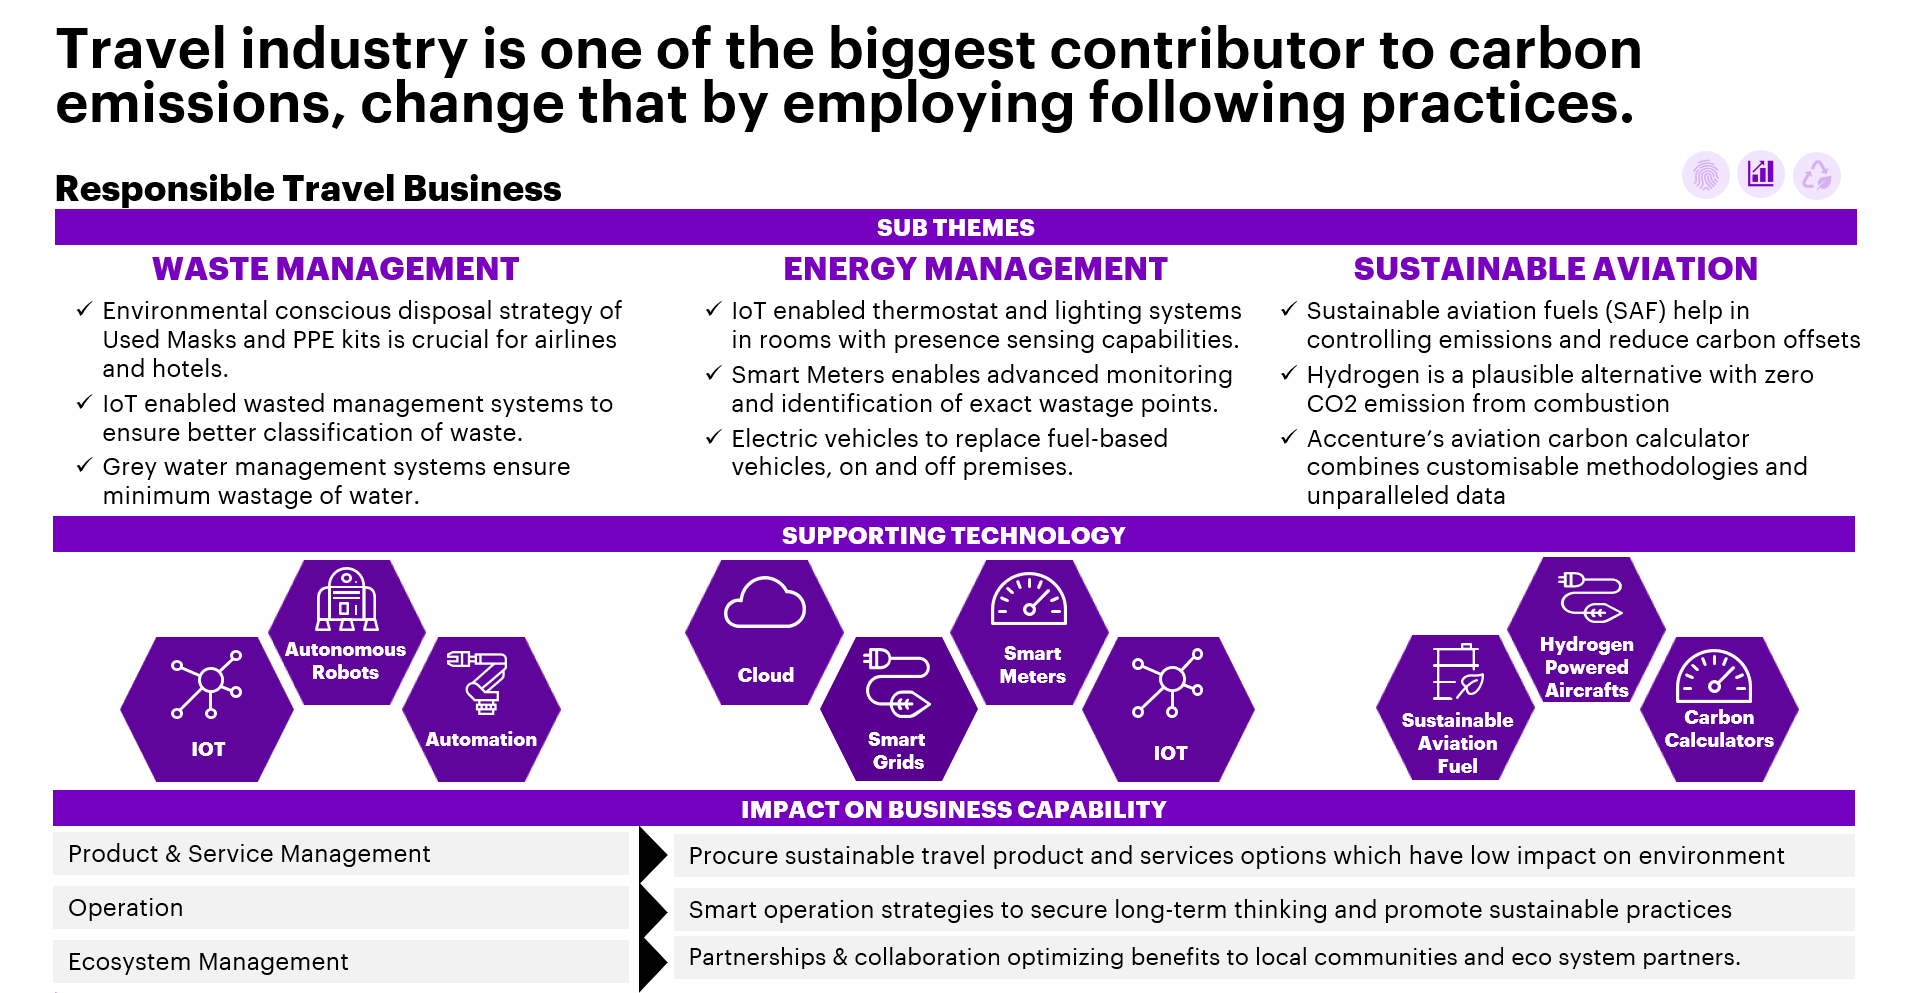 Travel industry is one of the biggest contributor to carbon
emissions, change that by employing following practices.
Responsible Travel Business
SUB THEMES
WASTE MANAGEMENT
Environmental conscious disposal strategy of
Used Masks and PPE kits is crucial for airlines
and hotels.
IoT enabled wasted management systems to
ensure better classification of waste.
Grey water management systems ensure
minimum wastage of water.
ENERGY MANAGEMENT
IoT enabled thermostat and lighting systems
in rooms with presence sensing capabilities.
Smart Meters enables advanced monitoring
and identification of exact wastage points.
Electric vehicles to replace fuel-based
vehicles, on and off premises.
SUSTAINABLE AVIATION
Sustainable aviation fuels (SAF) help in
controlling emissions and reduce carbon offsets
Hydrogen is a plausible alternative with zero
CO2 emission from combustion
Accenture’s aviation carbon calculator
combines customisable methodologies and
unparalleled data
SUPPORTING TECHNOLOGY
IOT
Autonomous
Robots
Automation
Cloud
Smart
Grids
Smart
Meters
IOT
Sustainable
Aviation
Fuel
Hydrogen
Powered
Aircrafts
Carbon
Calculators
IMPACT ON BUSINESS CAPABILITY
Product & Service Management
Procure sustainable travel product and services options which have low impact on environment
Operation
Smart operation strategies to secure long-term thinking and promote sustainable practices
Ecosystem Management
Partnerships & collaboration optimizing benefits to local communities and eco system partners.